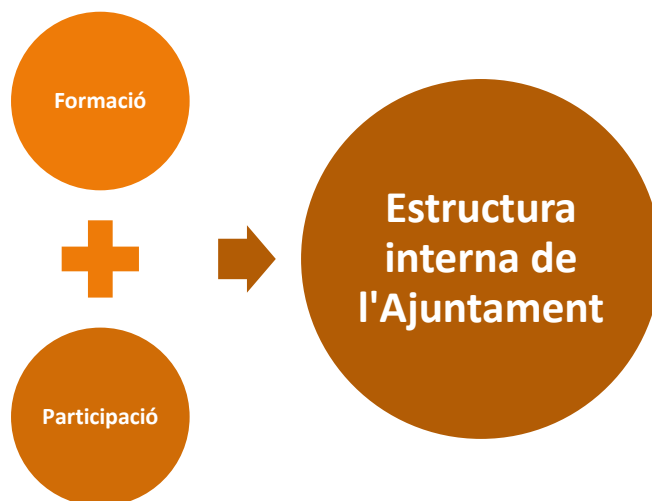 Formació
Participació
Estructura
interna de
l'Ajuntament